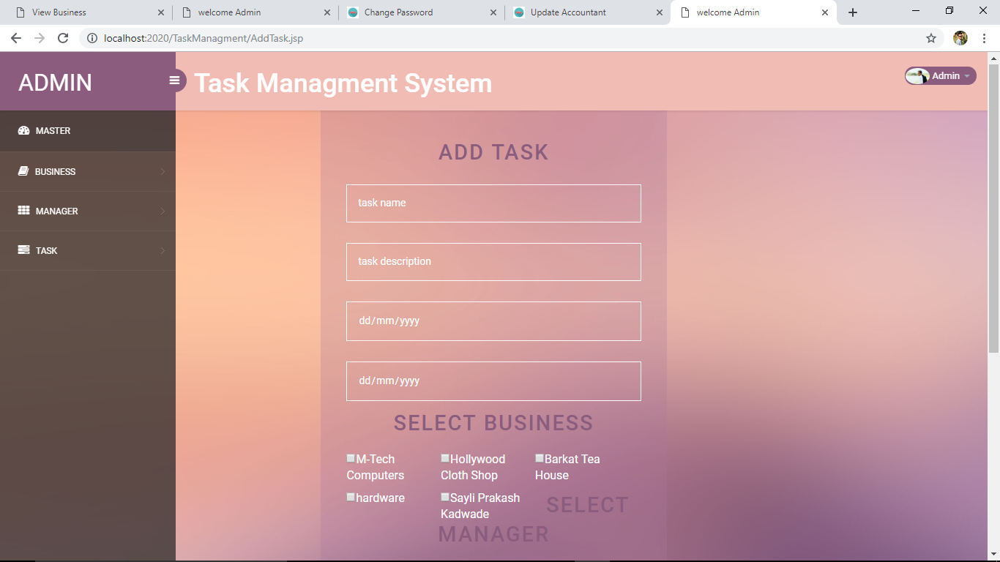 View Business
welcome Admin
Change Password
Update Accountant
welcome Admin
localhost:2020/TaskManagment/AddTask.jsp
ADMIN
Task Managment System
Admin
MASTER
BUSINESS
MANAGER
TASK
ADD TASK
task name
task description
dd/mm/yyyy
dd/mm/yyyy
SELECT BUSINESS
M-Tech
Computers
Hollywood
Cloth Shop
Barkat Tea
House
hardware
Sayli Prakash
Kadwade
SELECT
MANAGER